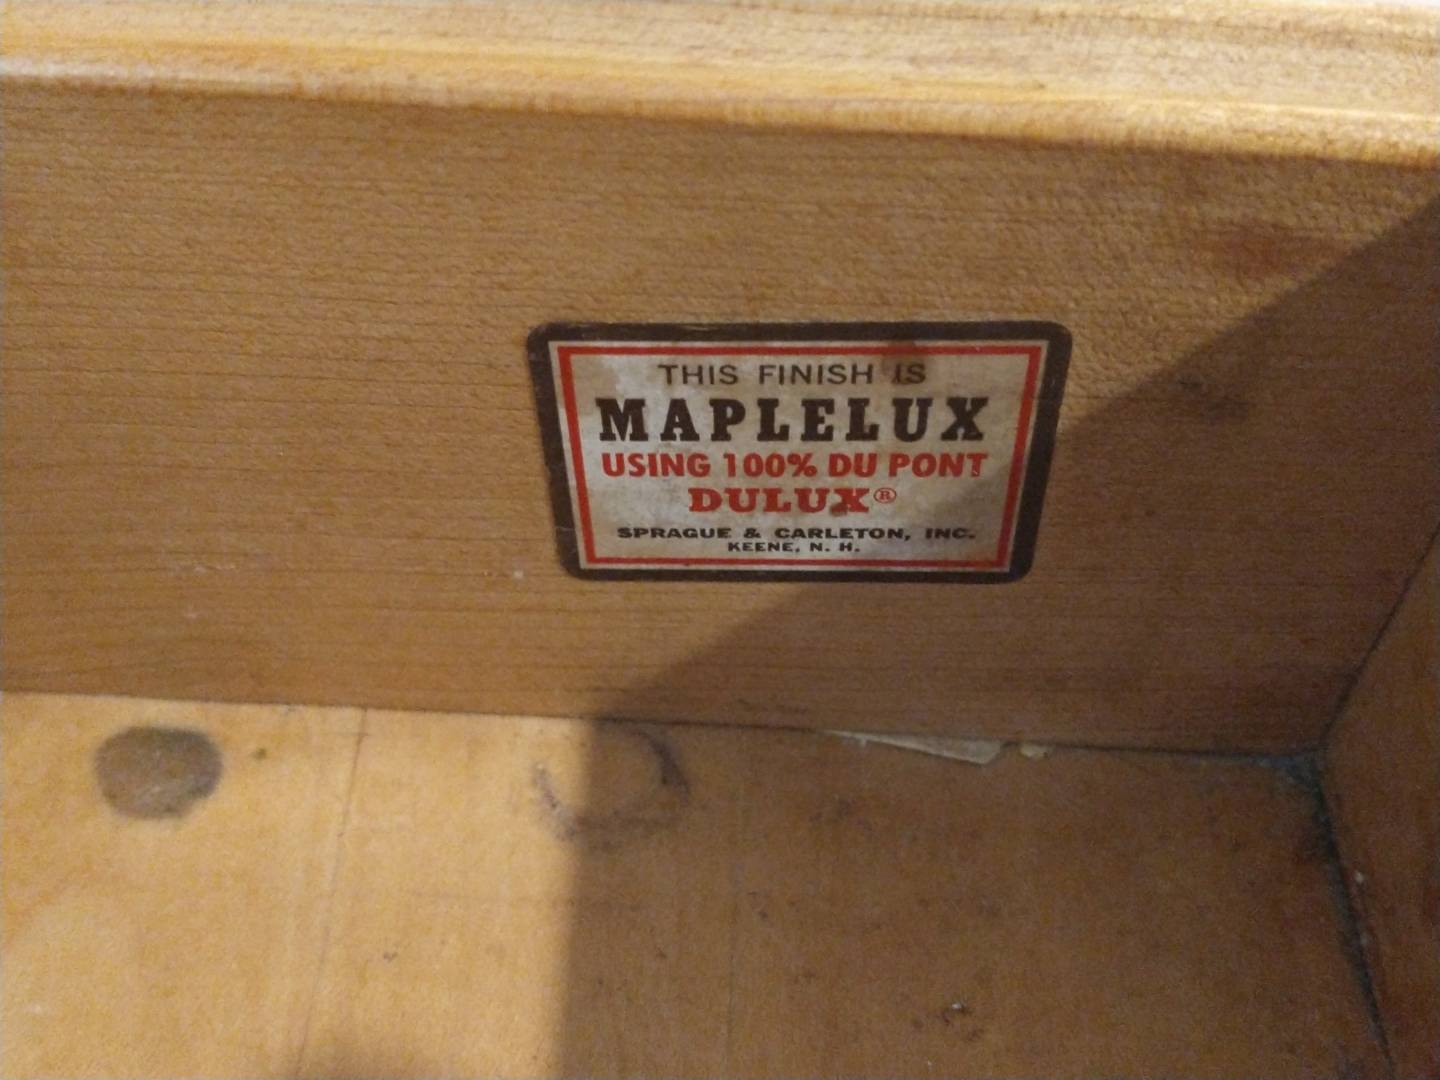 THIS FINISH IS
MAPLELUX
USING 100% DU PONT
DULUX®
SPRAGUE & CARLETON, INC.
KEENE, N. H.